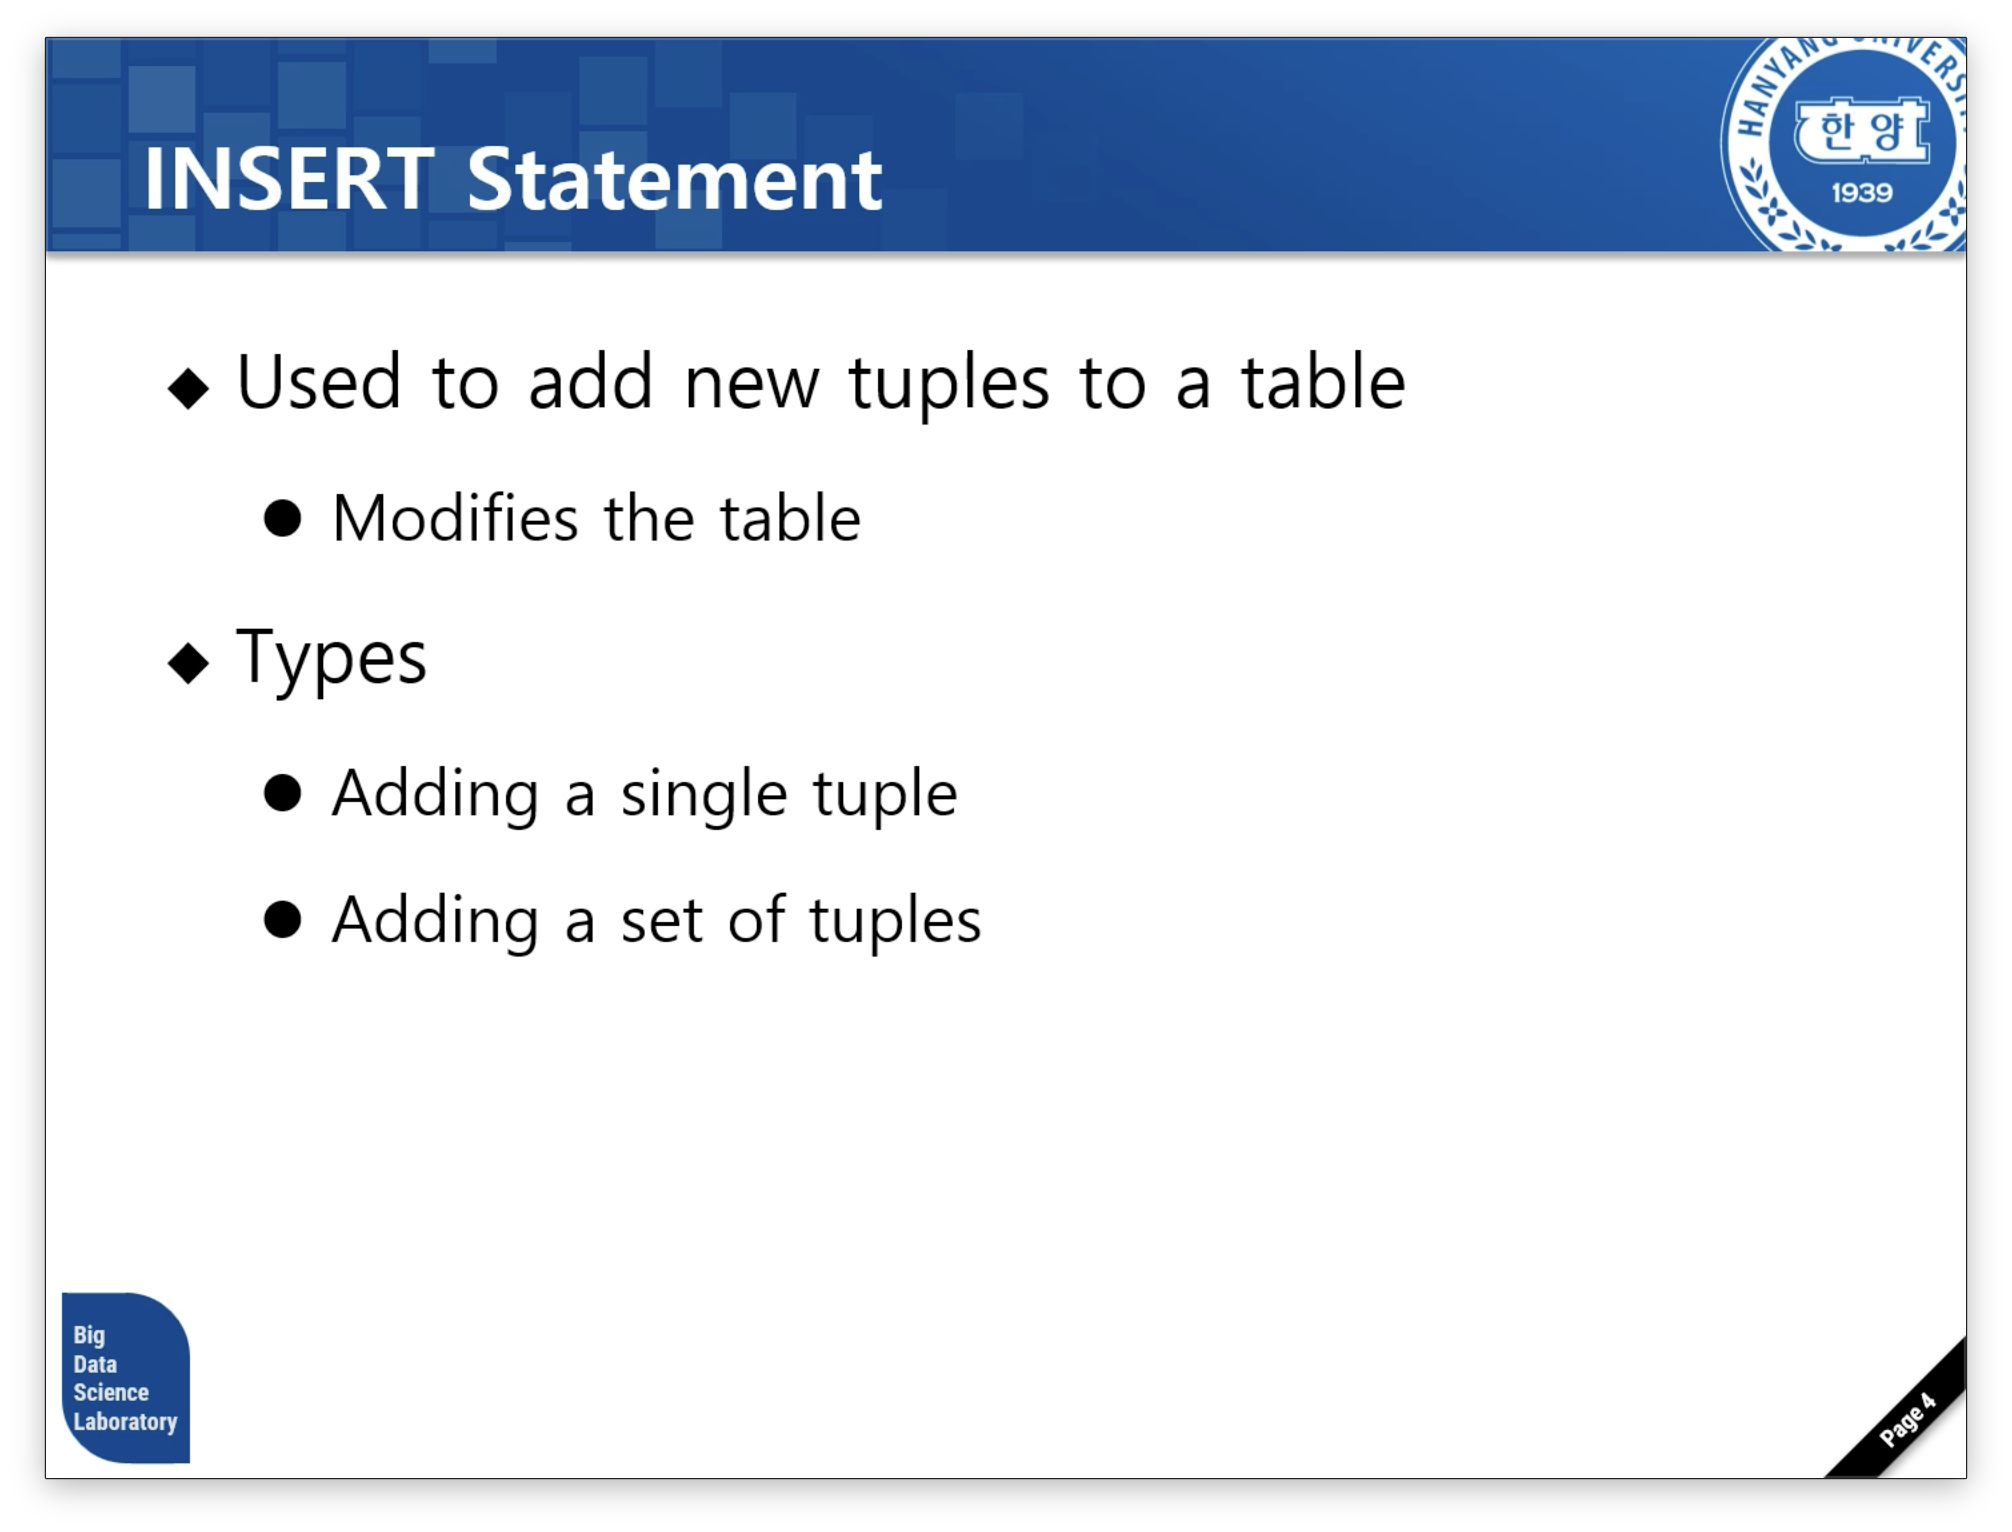 INSERT Statement
HANYANG UNIVERSI
한양
1939
◆ Used to add new tuples to a table
● Modifies the table
◆ Types
● Adding a single tuple
● Adding a set of tuples
Big
Data
Science
Laboratory
Page 4